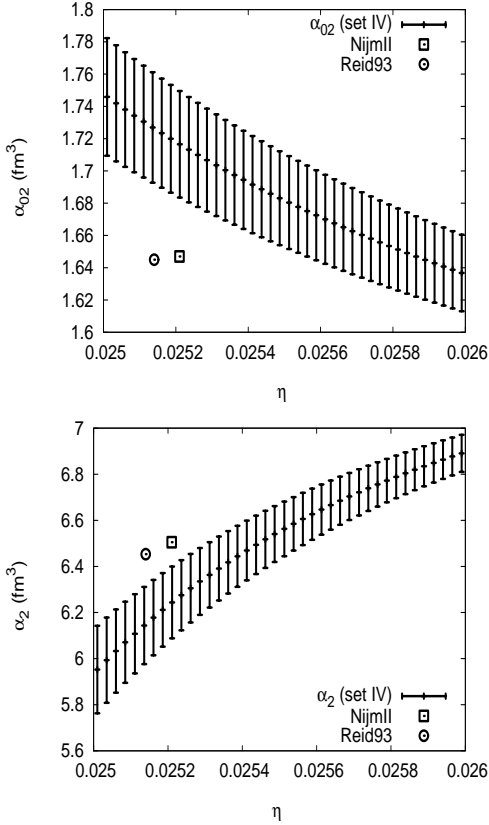 1.8
1.78
1.76
1.74
1.72
1.7
1.68
1.66
1.64
1.62
1.6
α02 (fm3)
α02 (set IV)
NijmII
Reid93
0.025 0.0252 0.0254 0.0256 0.0258 0.026
η
7
6.8
6.6
6.4
6.2
6
5.8
5.6
α2 (fm3)
α2 (set IV)
NijmII
Reid93
0.025 0.0252 0.0254 0.0256 0.0258 0.026
η